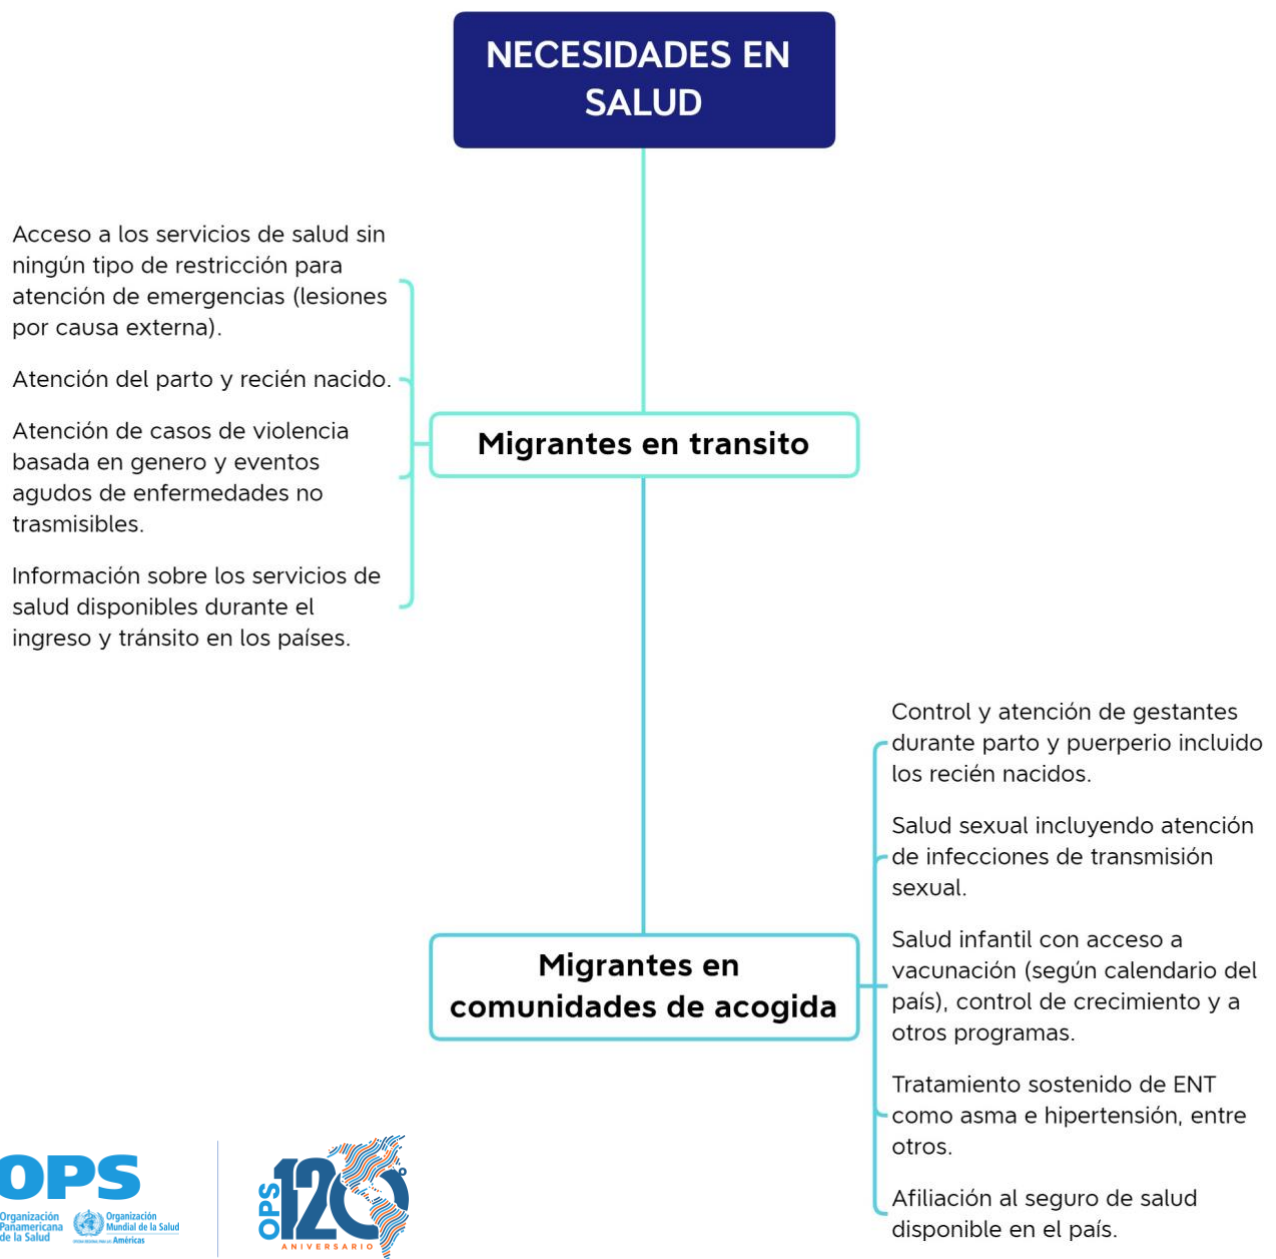 NECESIDADES EN
SALUD
Acceso a los servicios de salud sin
ningún tipo de restricción para
atención de emergencias (lesiones
por causa externa).
Atención del parto y recién nacido.
Atención de casos de violencia
basada en genero y eventos
agudos de enfermedades no
trasmisibles.
Información sobre los servicios de
salud disponibles durante el
ingreso y tránsito en los países.
Migrantes en transito
Migrantes en
comunidades de acogida
Control y atención de gestantes
durante parto y puerperio incluido
los recién nacidos.
Salud sexual incluyendo atención
de infecciones de transmisión
sexual.
Salud infantil con acceso a
vacunación (según calendario del
país), control de crecimiento y a
otros programas.
Tratamiento sostenido de ENT
como asma e hipertensión, entre
otros.
Afiliación al seguro de salud
disponible en el país.
OPS
Organización
Panamericana
de la Salud
Organización
Mundial de la Salud
Américas
OPS
120
ANIVERSARIO